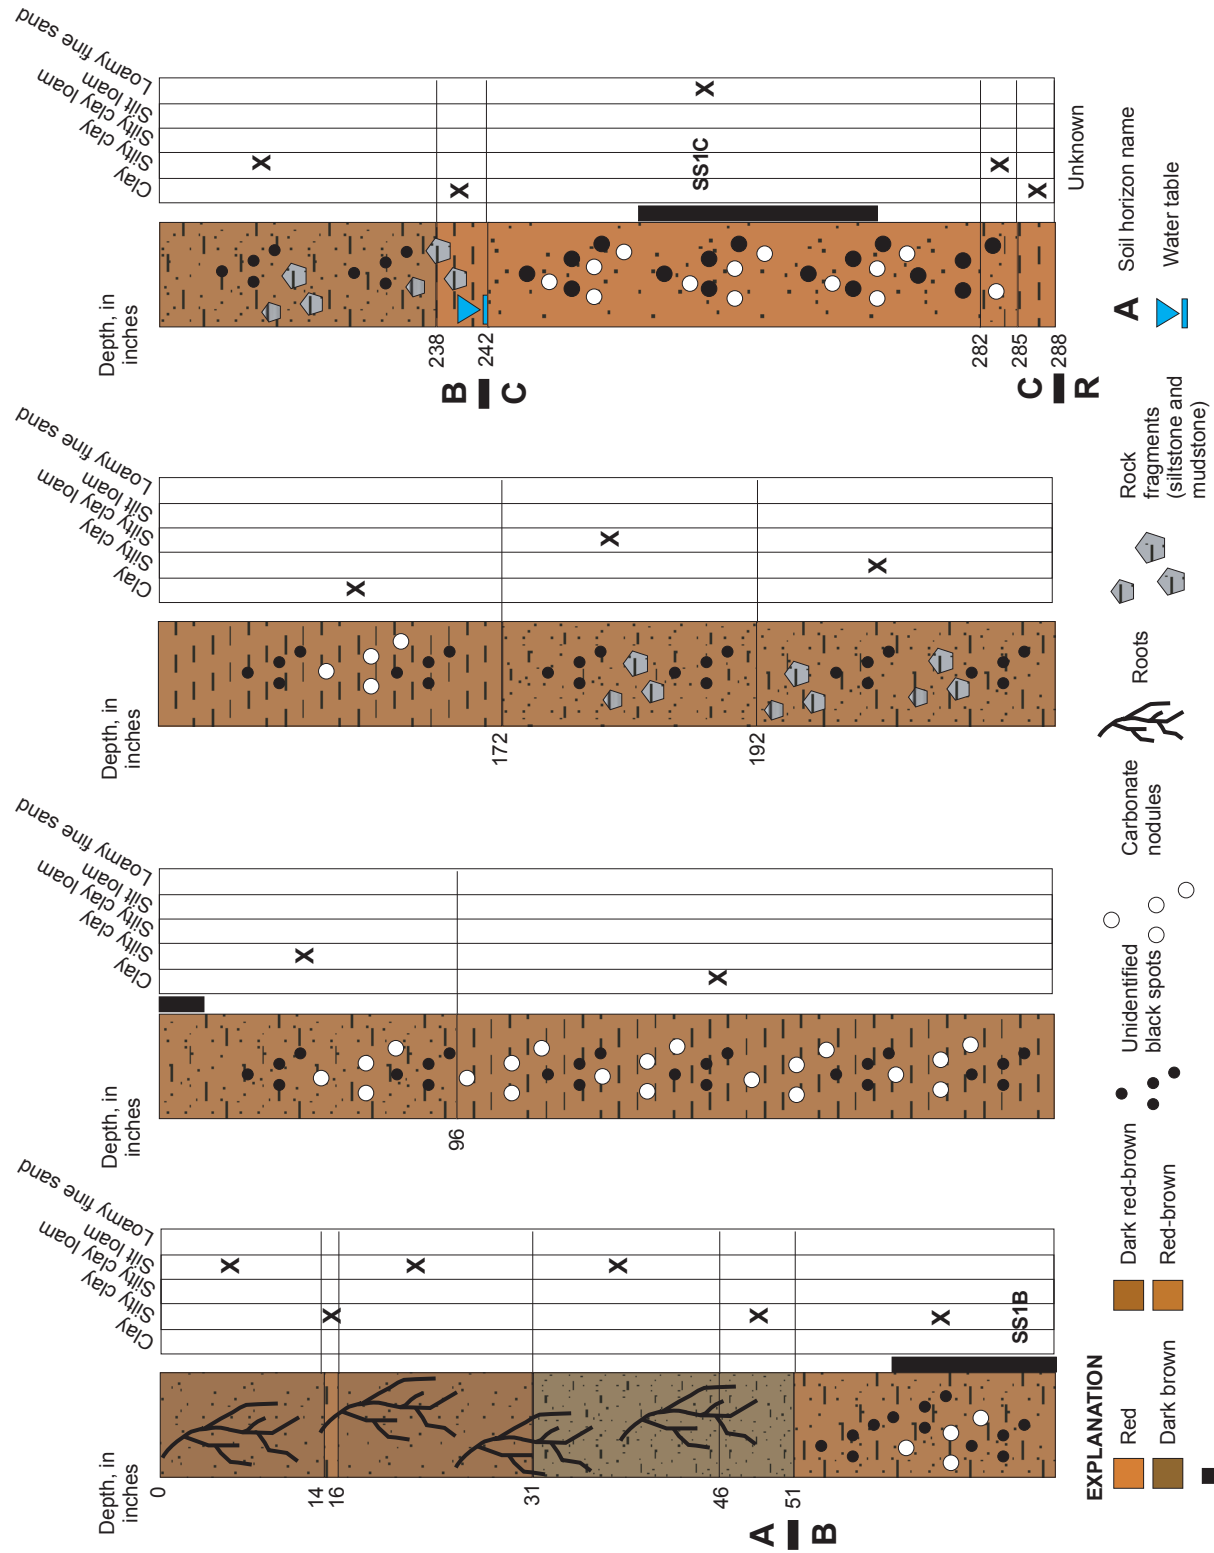 Depth, in
inches
Clay
Silty clay
Silty clay loam
Silt loam
Loamy fine sand
0
14
16
31
46
51
A
B
X
X
X
X
X
X
SS1B
Depth, in
inches
Clay
Silty clay
Silty clay loam
Silt loam
Loamy fine sand
96
X
X
Depth, in
inches
Clay
Silty clay
Silty clay loam
Silt loam
Loamy fine sand
172
192
X
X
X
Depth, in
inches
Clay
Silty clay
Silty clay loam
Silt loam
Loamy fine sand
238
242
282
285
288
B
C
C
R
X
X
X
SS1C
X
X
Unknown
EXPLANATION
Red
Dark brown
Dark red-brown
Red-brown
Unidentified
black spots
Carbonate
nodules
Roots
Rock
fragments
(siltstone and
mudstone)
A
Soil horizon name
Water table